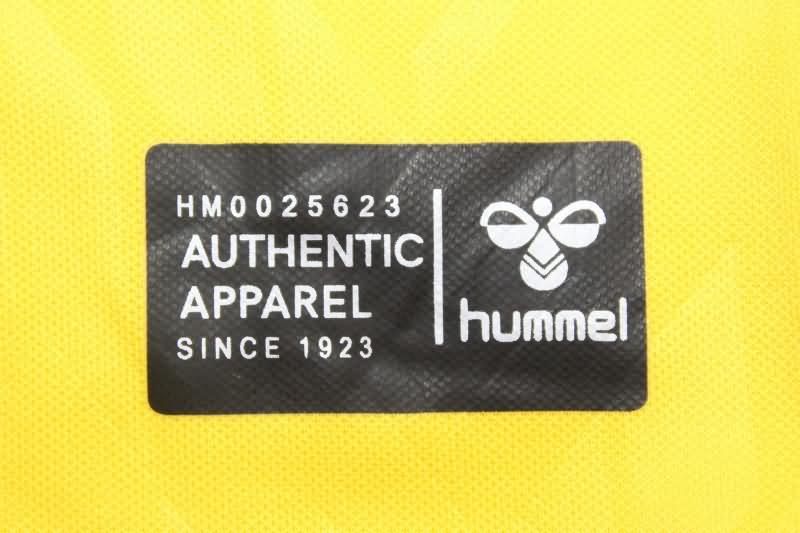 HM0025623
AUTHENTIC
APPAREL
SINCE 1923
hummel